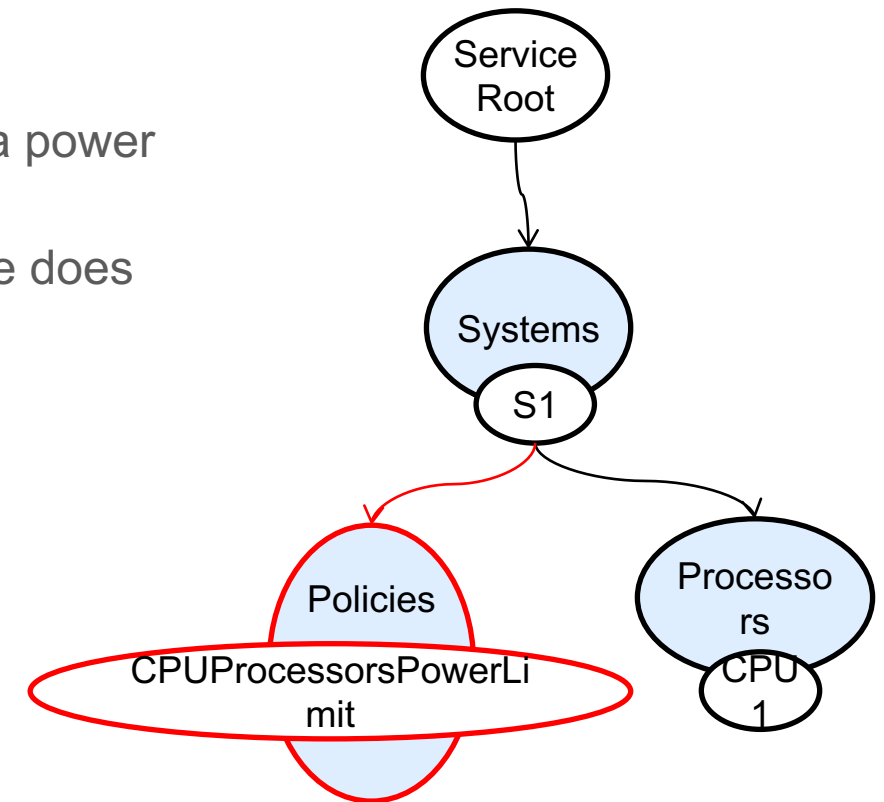 Service
Root
a power
e does
Systems
S1
Policies
CPUProcessorsPowerLi
mit
Processo
rs
CPU
1